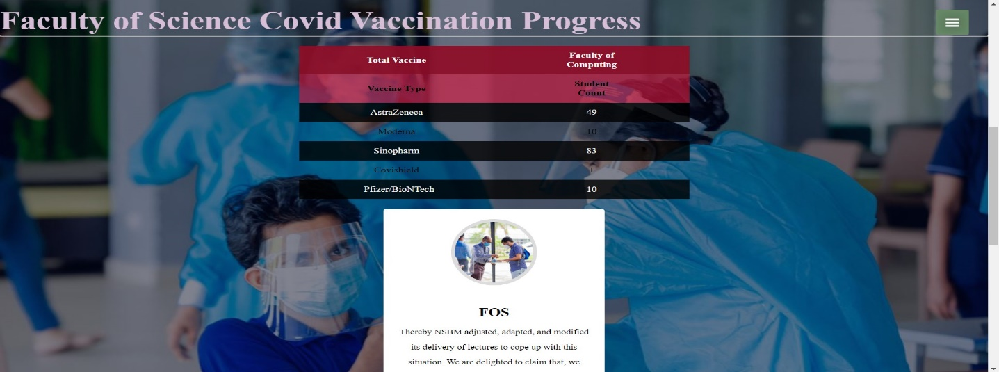 Faculty of Science Covid Vaccination Progress
Total Vaccine Faculty of
Computing
Vaccine Type Student
Count
AstraZeneca 49
Moderna 10
Sinopharm 83
Covishield 1
Pfizer/BioNTech 10
FOS
Thereby NSBM adjusted, adapted, and modified
its delivery of lectures to cope up with this
situation. We are delighted to claim that, we